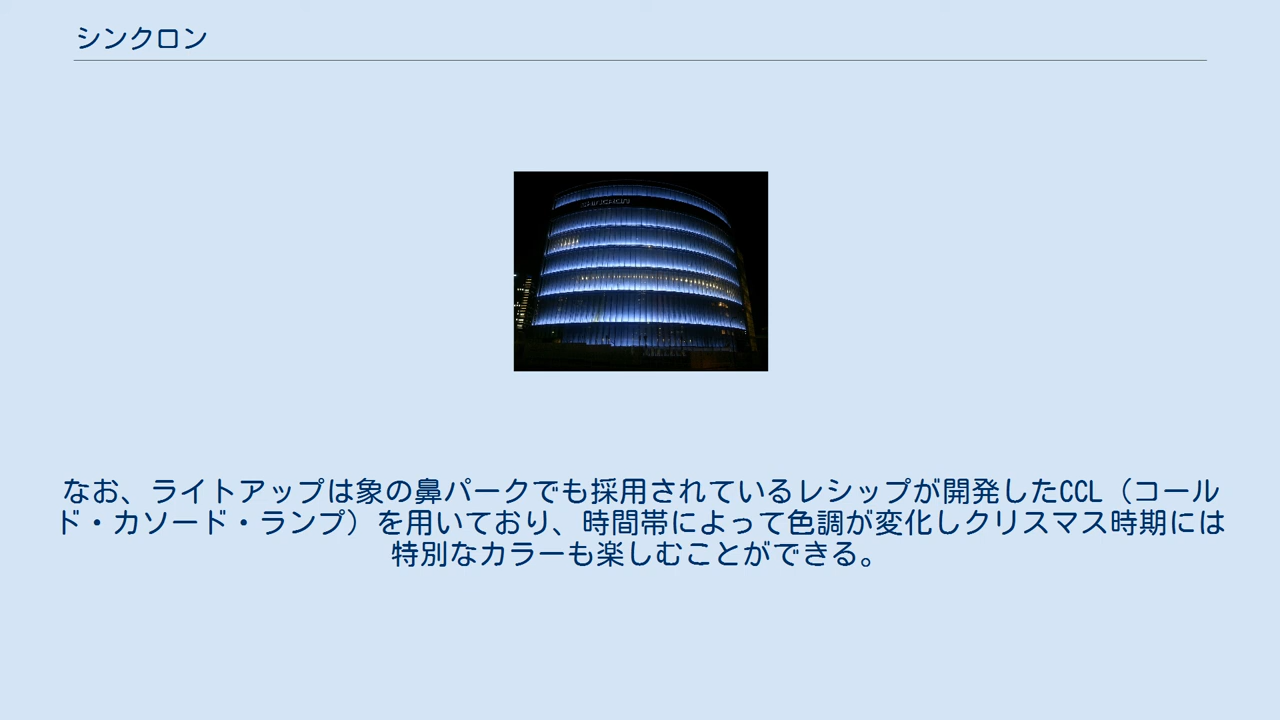 シンクロン
なお、ライトアップは象の鼻パークでも採用されているレシップが開発したCCL（コール
ド・カソード・ランプ）を用いており、時間帯によって色調が変化しクリスマス時期には
特別なカラーも楽しむことができる。